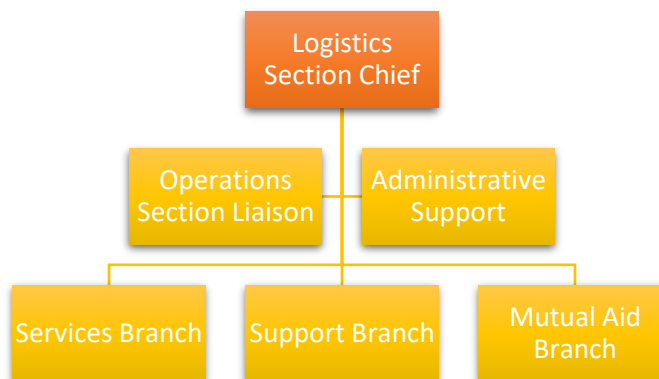 Logistics
Section Chief
Operations
Section Liaison
Administrative
Support
Services Branch
Support Branch
Mutual Aid
Branch